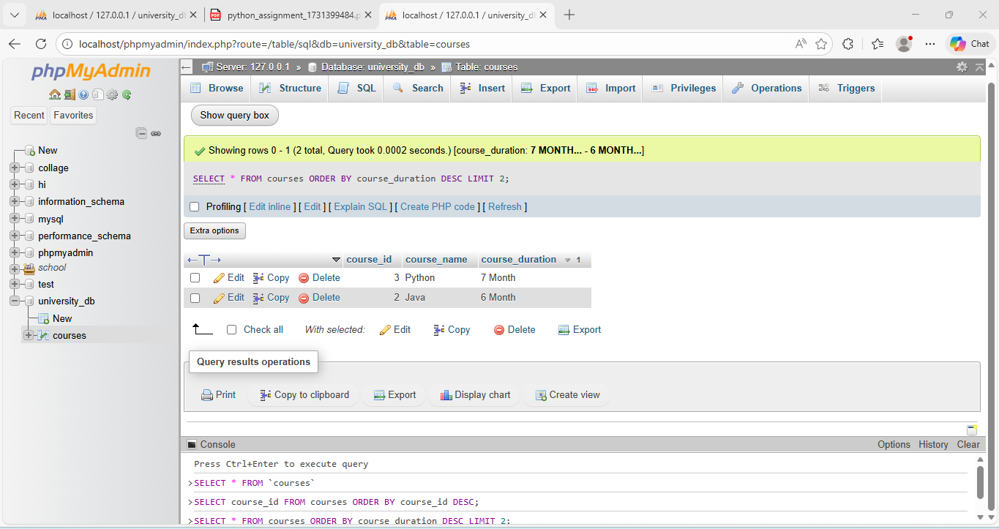 localhost / 127.0.0.1 / university_d
python_assignment_1731399484.p
localhost / 127.0.0.1 / university_d
localhost/phpmyadmin/index.php?route=/table/sql&db=university_db&table=courses
Chat
phpMyAdmin
Recent Favorites
New
collage
hi
information_schema
mysql
performance_schema
phpmyadmin
school
test
university_db
New
courses
Server: 127.0.0.1 » Database: university_db » Table: courses
Browse Structure SQL Search Insert Export Import Privileges Operations Triggers
Show query box
Showing rows 0 - 1 (2 total, Query took 0.0002 seconds.) [course_duration: 7 MONTH... - 6 MONTH...]
SELECT * FROM courses ORDER BY course_duration DESC LIMIT 2;
Profiling [ Edit inline ] [ Edit ] [ Explain SQL ] [ Create PHP code ] [ Refresh ]
Extra options
course_id course_name course_duration 1
Edit Copy Delete 3 Python 7 Month
Edit Copy Delete 2 Java 6 Month
Check all With selected: Edit Copy Delete Export
Query results operations
Print Copy to clipboard Export Display chart Create view
Console Options History Clear
Press Ctrl+Enter to execute query
>SELECT * FROM `courses`
>SELECT course_id FROM courses ORDER BY course_id DESC;
>SELECT * FROM courses ORDER BY course_duration DESC LIMIT 2;